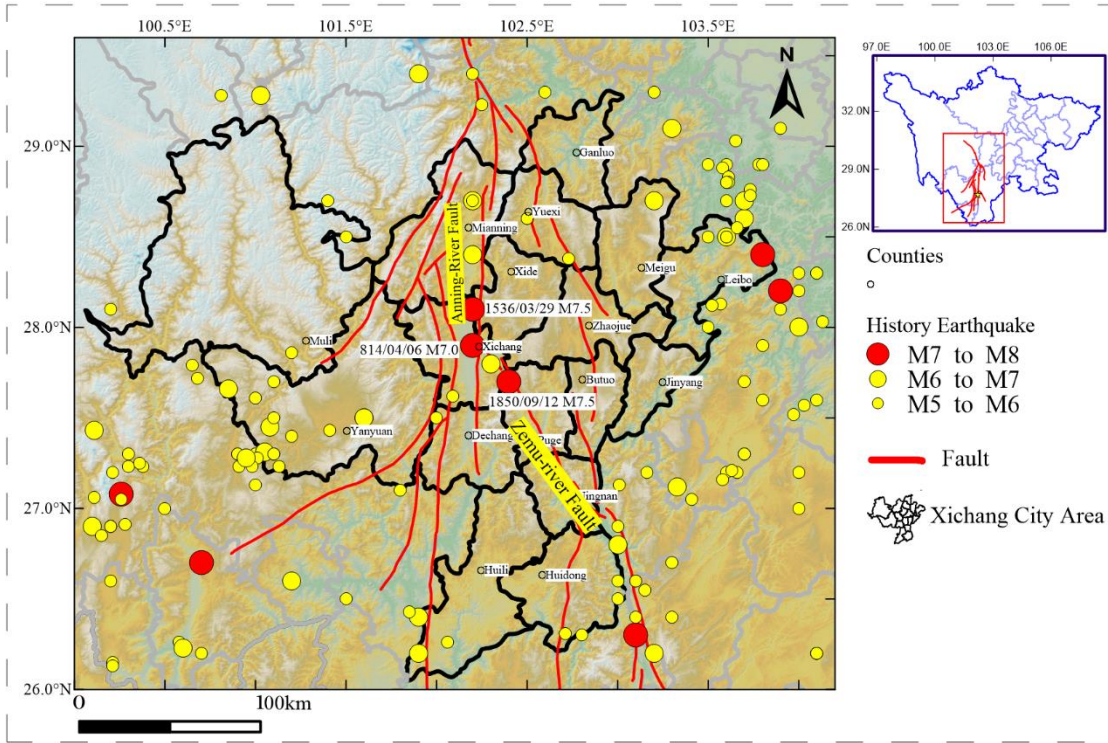 100.5°E 101.5°E 102.5°E 103.5°E
29.0°N
28.0°N
27.0°N
26.0°N
N
Ganluo
Yuexi
Mianning
Anning-River Fault
Xide
Meigu
Leibo
1536/03/29 M7.5
Zhaojue
Muli
814/04/06 M7.0
Xichang
Butuo
Jinyang
1850/09/12 M7.5
Yanyuan
Dechang
Zemu-river Fault
Huili
Huidong
0 100km
97.0E 100.0E 103.0E 106.0E
32.0N
29.0N
26.0N
Counties
History Earthquake
M7 to M8
M6 to M7
M5 to M6
Fault
Xichang City Area